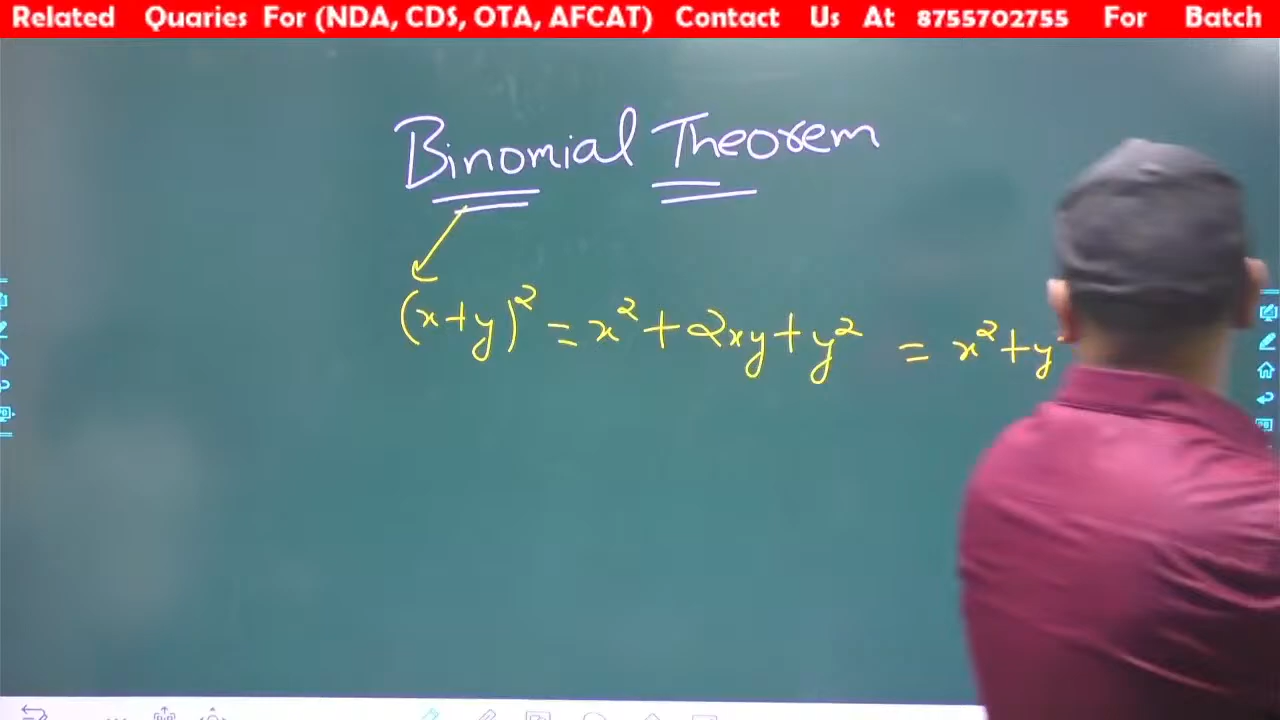 Related Quaries For (NDA, CDS, OTA, AFCAT) Contact Us At 8755702755 For Batch
Binomial Theorem
(x+y)² = x² + 2xy + y² = x² + y